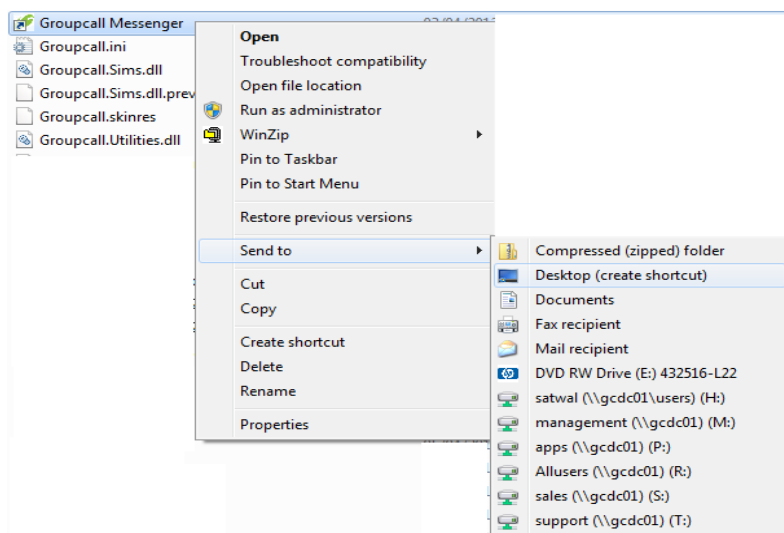 Groupcall Messenger
Groupcall.ini
Groupcall.Sims.dll
Groupcall.Sims.dll.prev
Groupcall.skinres
Groupcall.Utilities.dll
Open
Troubleshoot compatibility
Open file location
Run as administrator
WinZip
Pin to Taskbar
Pin to Start Menu
Restore previous versions
Send to
Cut
Copy
Create shortcut
Delete
Rename
Properties
Compressed (zipped) folder
Desktop (create shortcut)
Documents
Fax recipient
Mail recipient
DVD RW Drive (E:) 432516-L22
satwal (\\gcdc01\users) (H:)
management (\\gcdc01) (M:)
apps (\\gcdc01) (P:)
Allusers (\\gcdc01) (R:)
sales (\\gcdc01) (S:)
support (\\gcdc01) (T:)